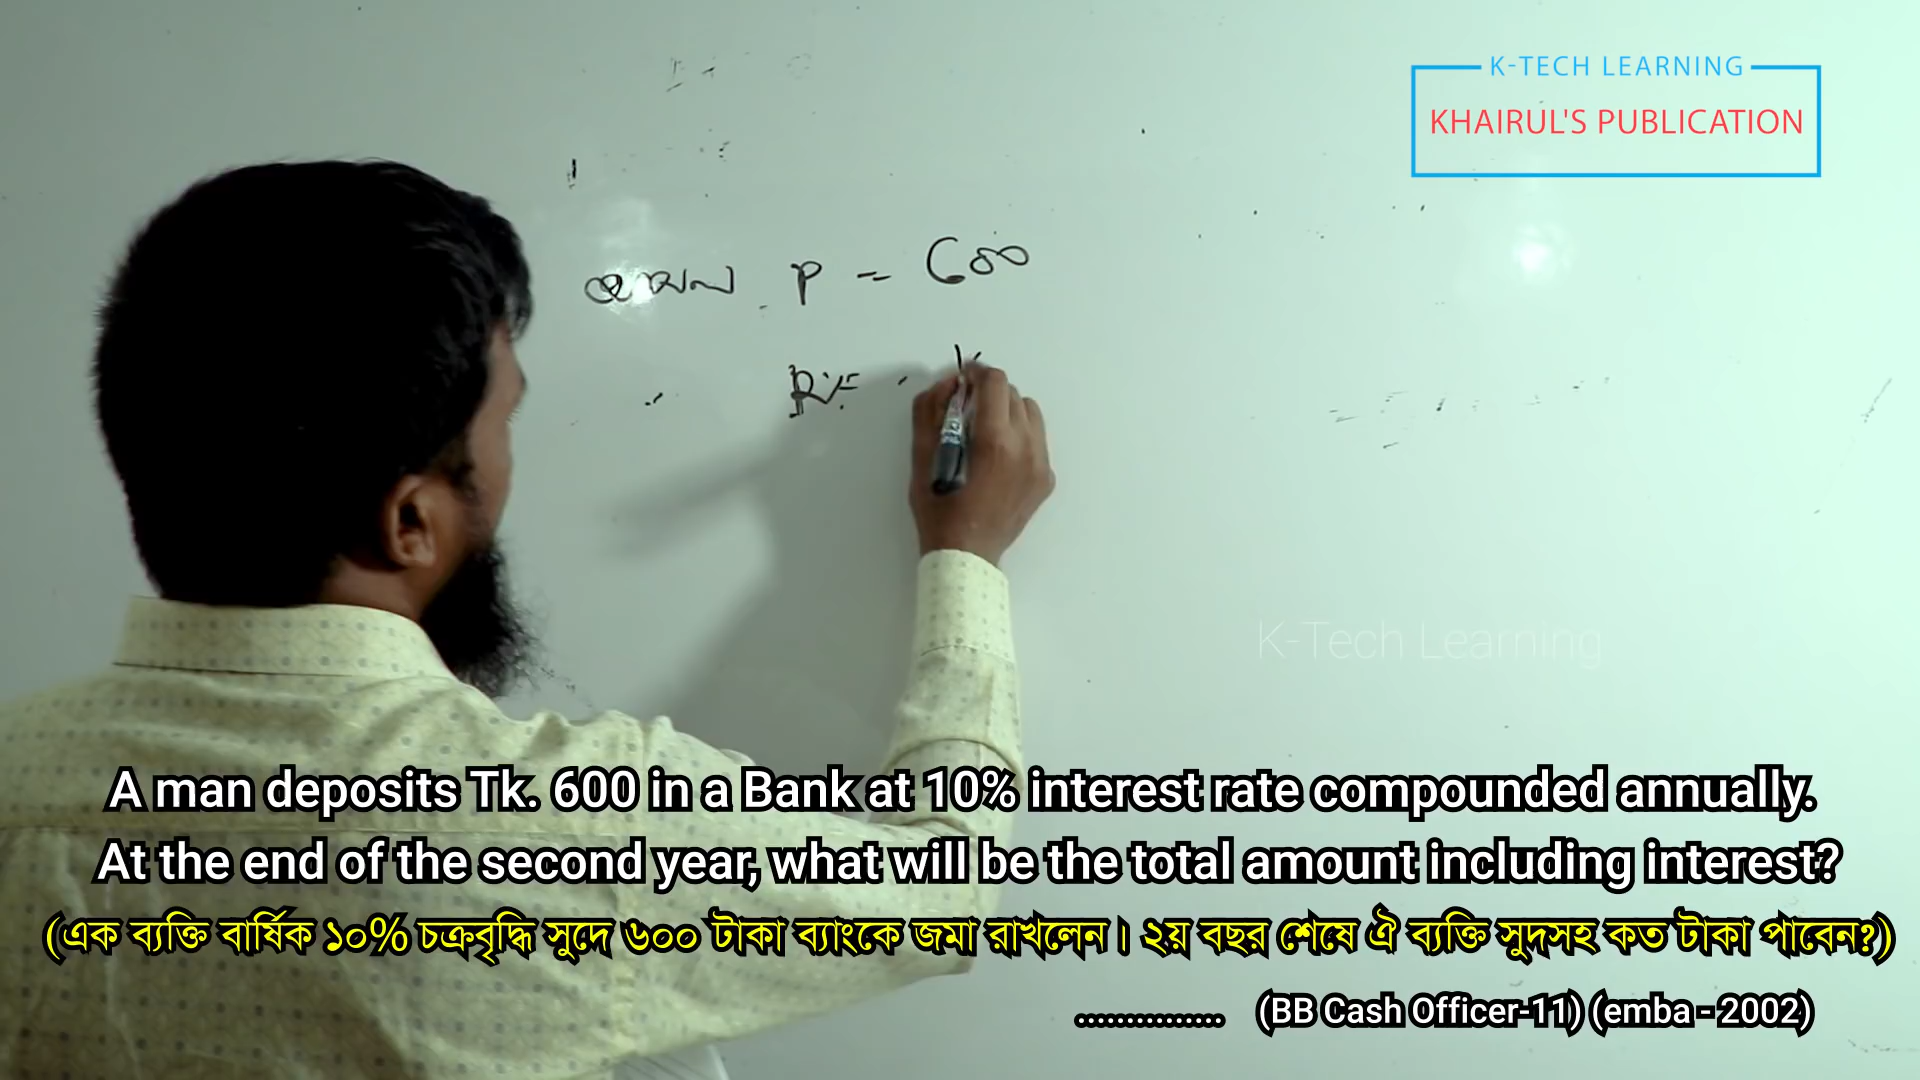 K-TECH LEARNING
KHAIRUL'S PUBLICATION
P = 600
R% =
K-Tech Learning
A man deposits Tk. 600 in a Bank at 10% interest rate compounded annually.
At the end of the second year, what will be the total amount including interest?
(এক ব্যক্তি বার্ষিক ১০% চক্রবৃদ্ধি সুদে ৬০০ টাকা ব্যাংকে জমা রাখলেন। ২য় বছর শেষে ঐ ব্যক্তি সুদসহ কত টাকা পাবেন?)
............... (BB Cash Officer-11) (emba - 2002)